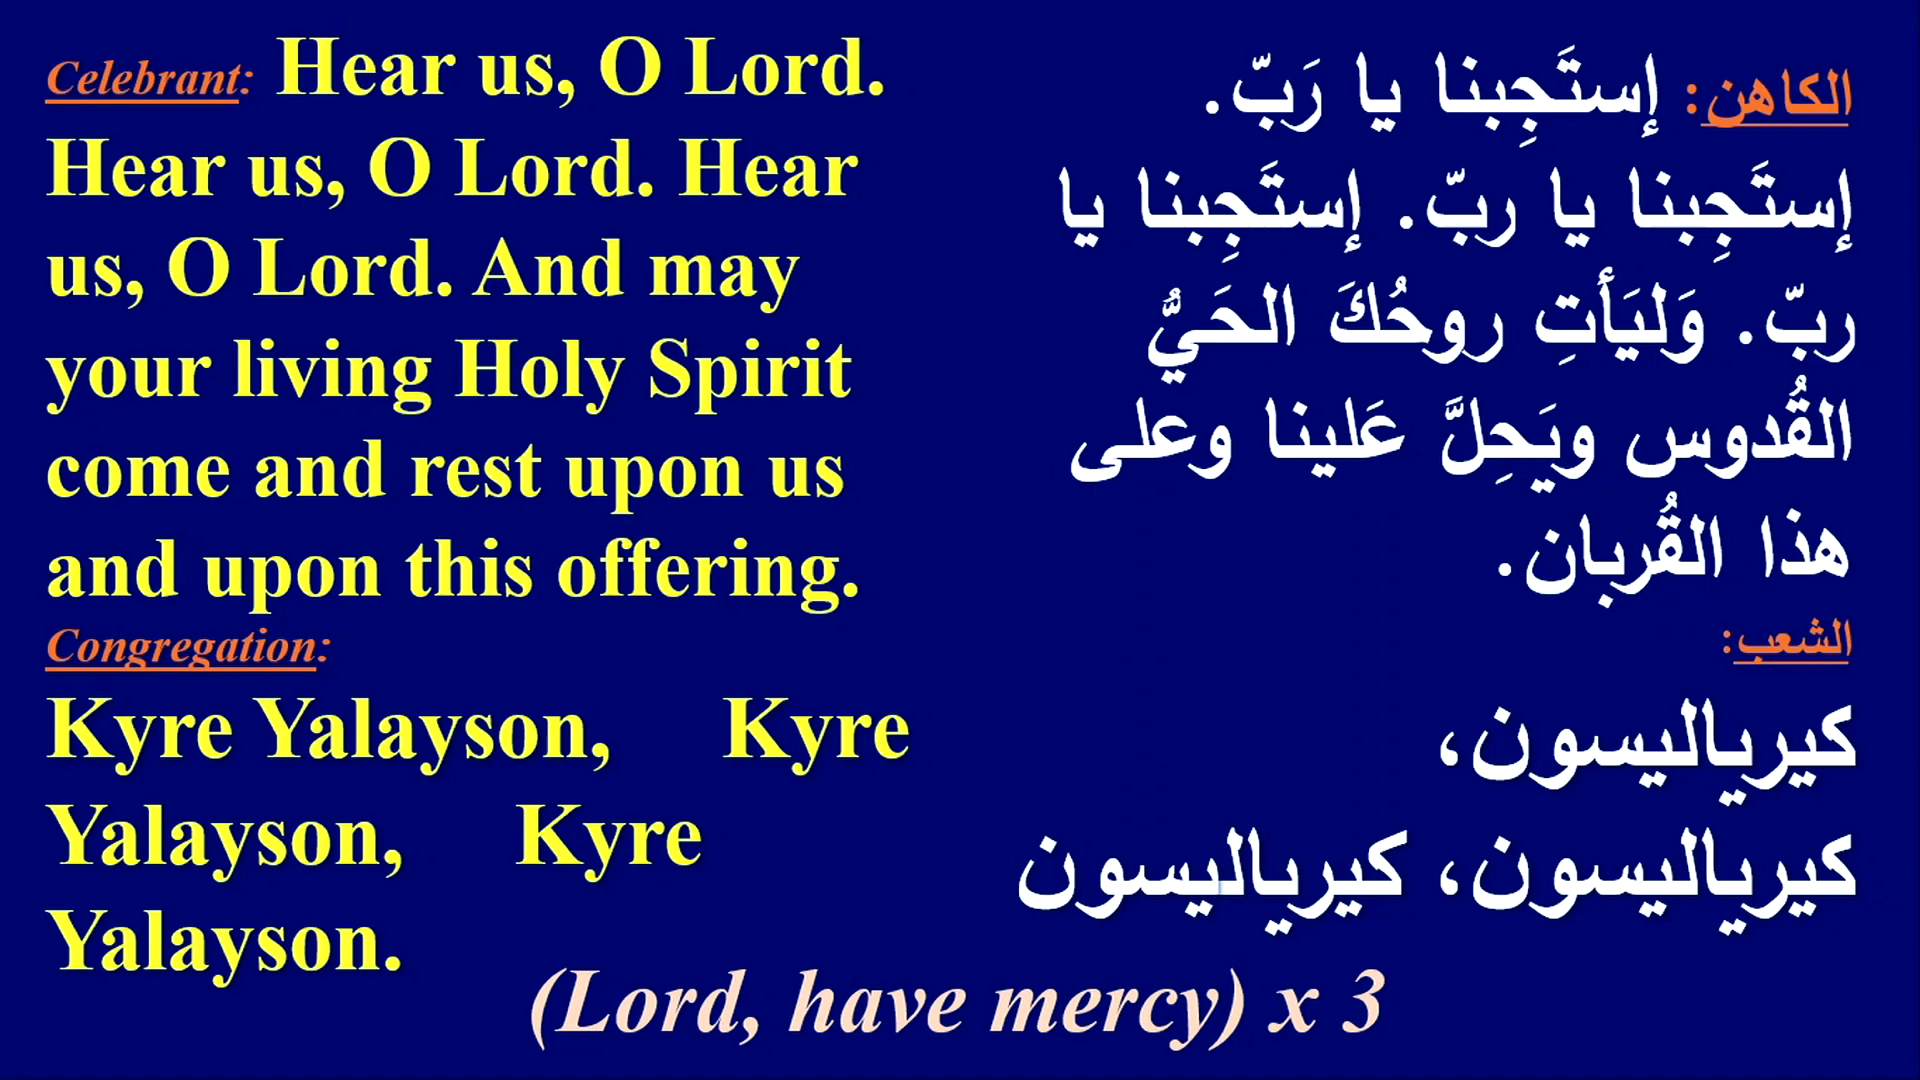 Celebrant: Hear us, O Lord.
Hear us, O Lord. Hear
us, O Lord. And may
your living Holy Spirit
come and rest upon us
and upon this offering.
Congregation:
Kyre Yalayson, Kyre
Yalayson, Kyre
Yalayson.
الكاهن: إستَجِبنا يا رَبّ.
إستَجِبنا يا ربّ. إستَجِبنا يا
ربّ. وَليَأتِ روحُكَ الحَيُّ
القُدوس ويَحِلَّ عَلينا وعلى
هذا القُربان.
الشعب:
كيرياليسون،
كيرياليسون، كيرياليسون
(Lord, have mercy) x 3